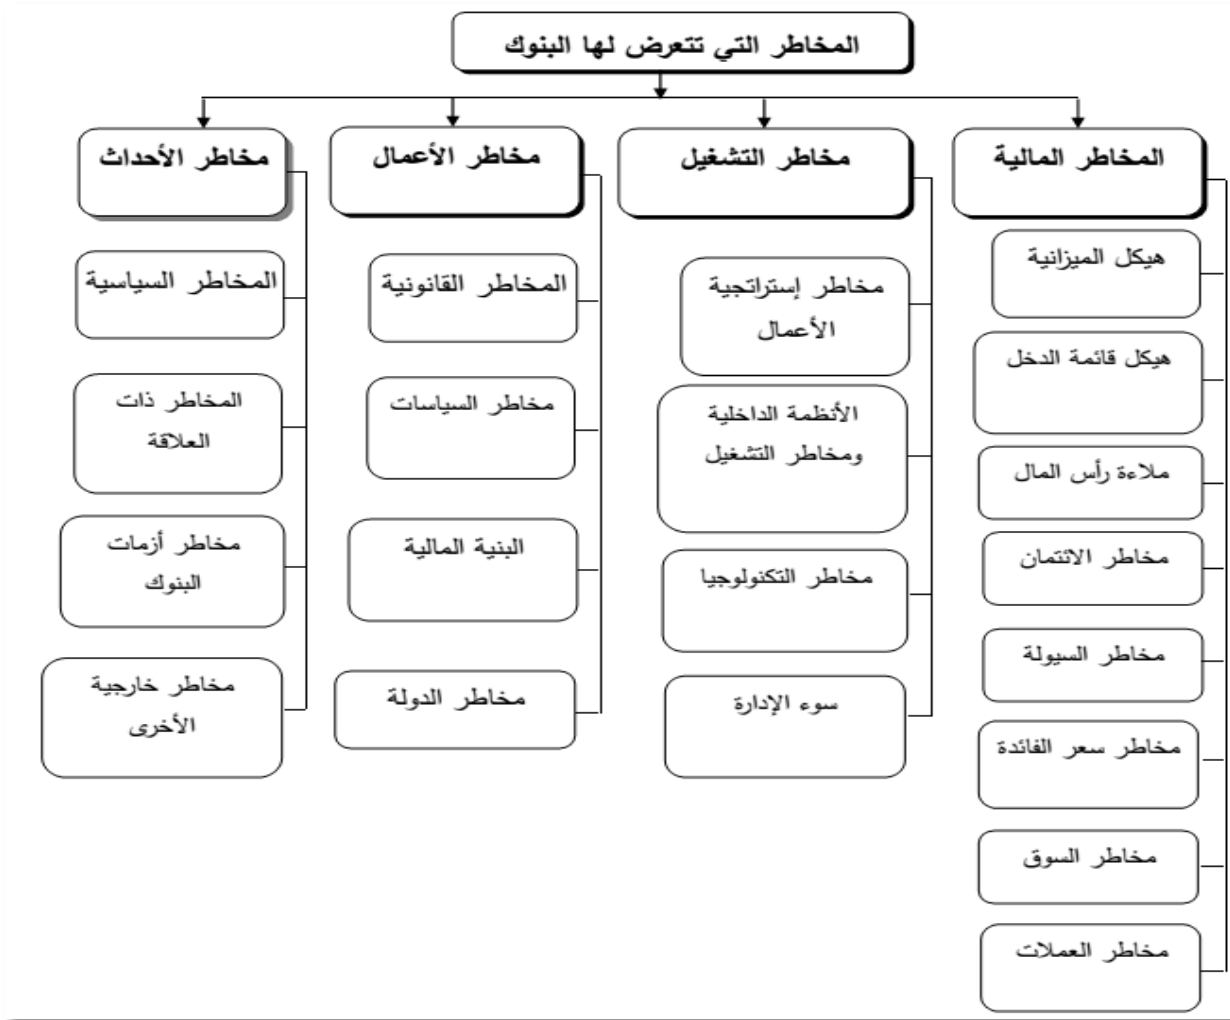 المخاطر التي تتعرض لها البنوك
المخاطر المالية
هيكل الميزانية
هيكل قائمة الدخل
ملاءة رأس المال
مخاطر الائتمان
مخاطر السيولة
مخاطر سعر الفائدة
مخاطر السوق
مخاطر العملات
مخاطر التشغيل
مخاطر إستراتجية
الأعمال
الأنظمة الداخلية
ومخاطر التشغيل
مخاطر التكنولوجيا
سوء الإدارة
مخاطر الأعمال
المخاطر القانونية
مخاطر السياسات
البنية المالية
مخاطر الدولة
مخاطر الأحداث
المخاطر السياسية
المخاطر ذات
العلاقة
مخاطر أزمات
البنوك
مخاطر خارجية
الأخرى